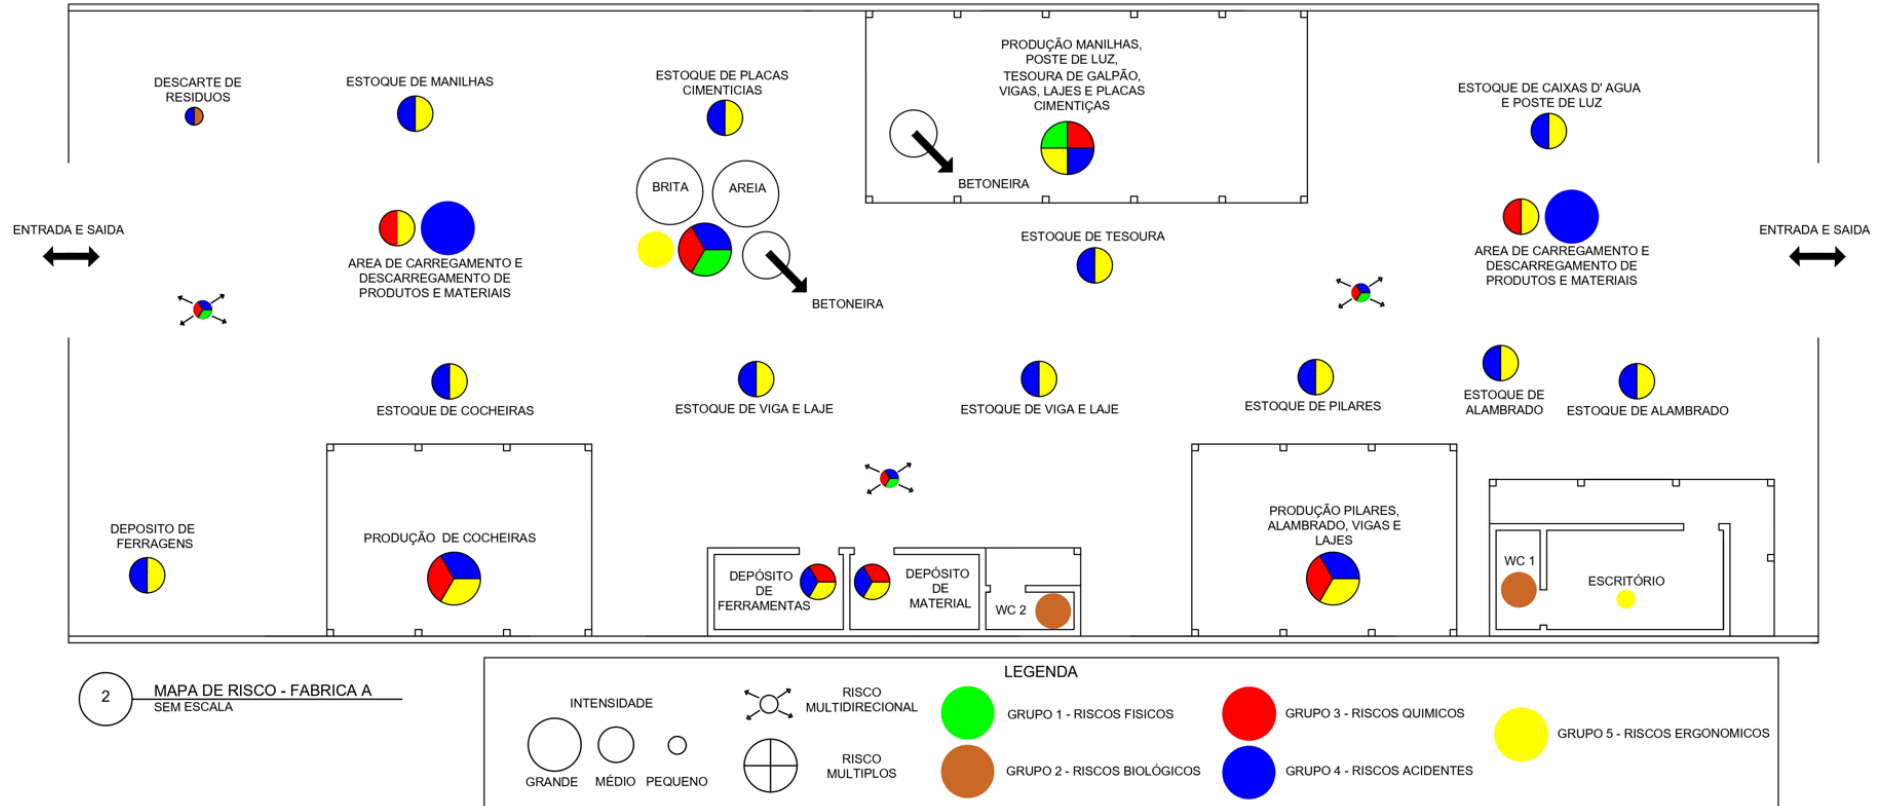 DESCARTE DE
RESIDUOS
ESTOQUE DE MANILHAS
ESTOQUE DE PLACAS
CIMENTICIAS
PRODUÇÃO MANILHAS,
POSTE DE LUZ,
TESOURA DE GALPÃO,
VIGAS, LAJES E PLACAS
CIMENTIÇAS
ESTOQUE DE CAIXAS D' AGUA
E POSTE DE LUZ
BRITA
AREIA
BETONEIRA
ENTRADA E SAIDA
AREA DE CARREGAMENTO E
DESCARREGAMENTO DE
PRODUTOS E MATERIAIS
BETONEIRA
ESTOQUE DE TESOURA
AREA DE CARREGAMENTO E
DESCARREGAMENTO DE
PRODUTOS E MATERIAIS
ENTRADA E SAIDA
ESTOQUE DE COCHEIRAS
ESTOQUE DE VIGA E LAJE
ESTOQUE DE VIGA E LAJE
ESTOQUE DE PILARES
ESTOQUE DE
ALAMBRADO
ESTOQUE DE ALAMBRADO
DEPOSITO DE
FERRAGENS
PRODUÇÃO DE COCHEIRAS
DEPÓSITO
DE
FERRAMENTAS
DEPÓSITO
DE
MATERIAL
WC 2
PRODUÇÃO PILARES,
ALAMBRADO, VIGAS E
LAJES
WC 1
ESCRITÓRIO
2
MAPA DE RISCO - FABRICA A
SEM ESCALA
LEGENDA
INTENSIDADE
GRANDE
MÉDIO
PEQUENO
RISCO
MULTIDIRECIONAL
RISCO
MULTIPLOS
GRUPO 1 - RISCOS FISICOS
GRUPO 2 - RISCOS BIOLÓGICOS
GRUPO 3 - RISCOS QUIMICOS
GRUPO 4 - RISCOS ACIDENTES
GRUPO 5 - RISCOS ERGONOMICOS